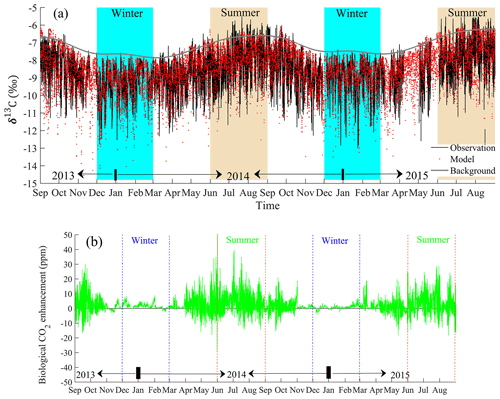 (a)
Winter Summer Winter Summer
δ¹³C (‰)
-5
-6
-7
-8
-9
-10
-11
-12
-13
-14
-15
Observation
Model
Background
2013 2014 2015
Sep Oct Nov Dec Jan Feb Mar Apr May Jun Jul Aug Sep Oct Nov Dec Jan Feb Mar Apr May Jun Jul Aug
Time
(b)
Winter Summer Winter Summer
Biological CO₂ enhancement (ppm)
50
40
30
20
10
0
-10
-20
-30
-40
-50
2013 2014 2015
Sep Oct Nov Dec Jan Feb Mar Apr May Jun Jul Aug Sep Oct Nov Dec Jan Feb Mar Apr May Jun Jul Aug